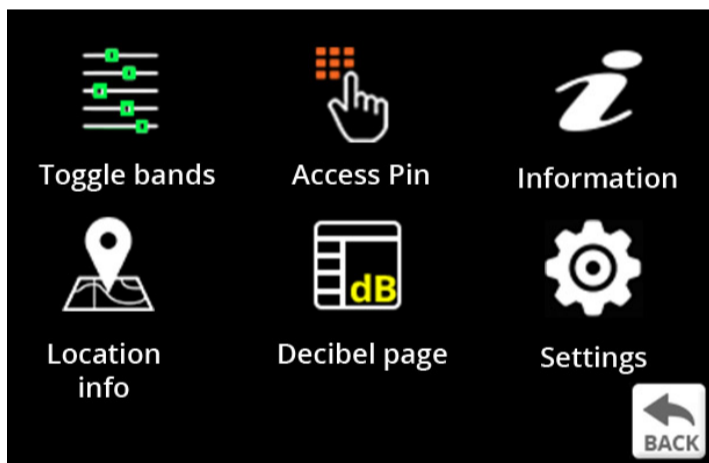 Toggle bands
Access Pin
Information
dB
Location
info
Decibel page
Settings
BACK